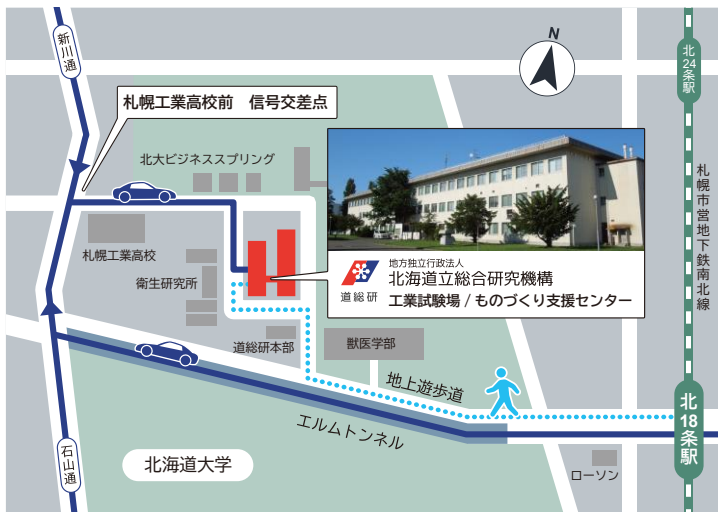 新川通
N
北24条駅
札幌工業高校前　信号交差点
北大ビジネススプリング
札幌市営地下鉄南北線
札幌工業高校
衛生研究所
道総研
地方独立行政法人
北海道立総合研究機構
工業試験場 / ものづくり支援センター
道総研本部
獣医学部
地上遊歩道
エルムトンネル
北18条駅
石山通
北海道大学
ローソン